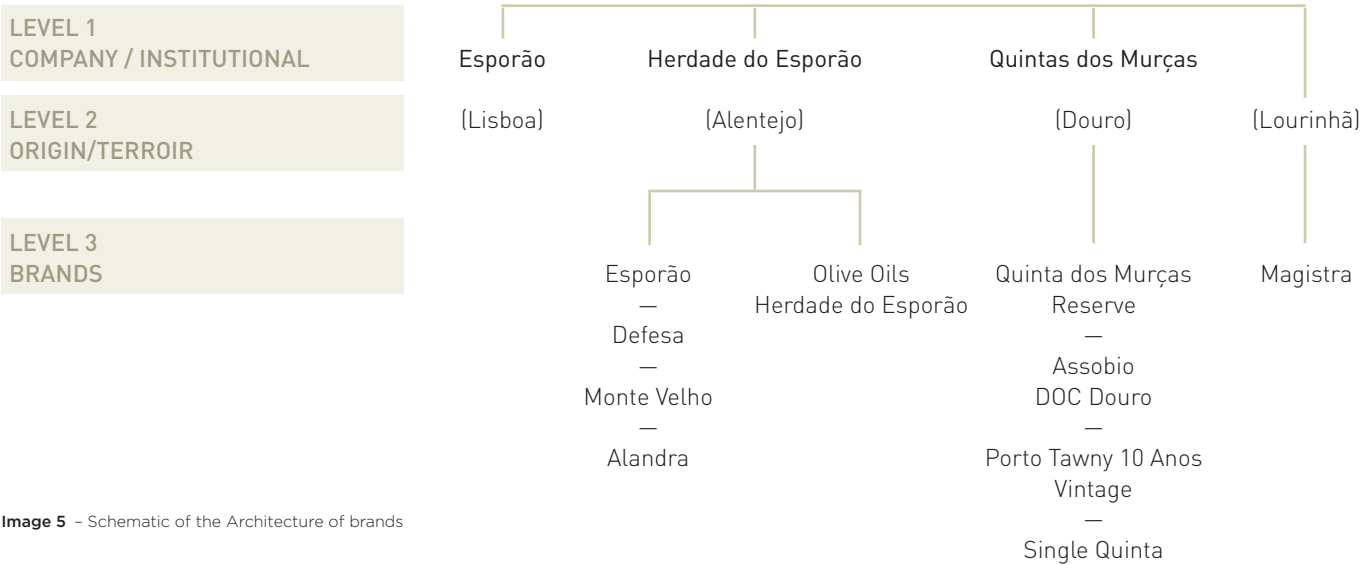 LEVEL 1
COMPANY / INSTITUTIONAL
Esporão
Herdade do Esporão
Quintas dos Murças
LEVEL 2
ORIGIN/TERROIR
(Lisboa)
(Alentejo)
(Douro)
(Lourinhã)
LEVEL 3
BRANDS
Esporão
—
Defesa
—
Monte Velho
—
Alandra
Olive Oils
Herdade do Esporão
Quinta dos Murças
Reserve
—
Assobio
DOC Douro
—
Porto Tawny 10 Anos
Vintage
—
Single Quinta
Magistra
Image 5 – Schematic of the Architecture of brands